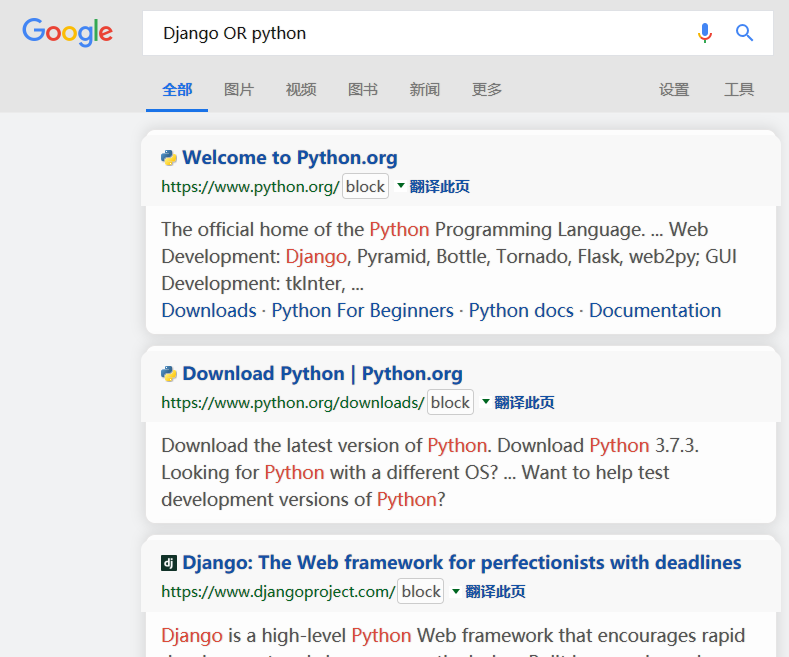 Google
Django OR python
全部 图片 视频 图书 新闻 更多 设置 工具
Welcome to Python.org
https://www.python.org/ block 翻译此页
The official home of the Python Programming Language. ... Web
Development: Django, Pyramid, Bottle, Tornado, Flask, web2py; GUI
Development: tkInter, ...
Downloads · Python For Beginners · Python docs · Documentation
Download Python | Python.org
https://www.python.org/downloads/ block 翻译此页
Download the latest version of Python. Download Python 3.7.3.
Looking for Python with a different OS? ... Want to help test
development versions of Python?
dj Django: The Web framework for perfectionists with deadlines
https://www.djangoproject.com/ block 翻译此页
Django is a high-level Python Web framework that encourages rapid